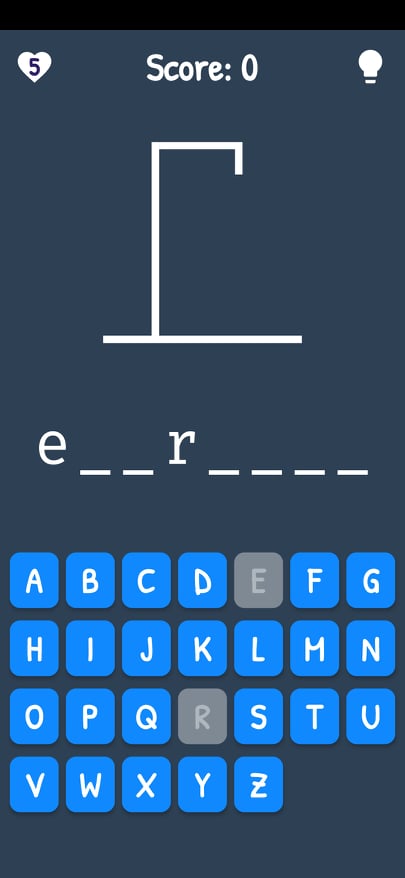 5 Score: 0
e _ _ r _ _ _ _
A B C D E F G
H I J K L M N
O P Q R S T U
V W X Y Z